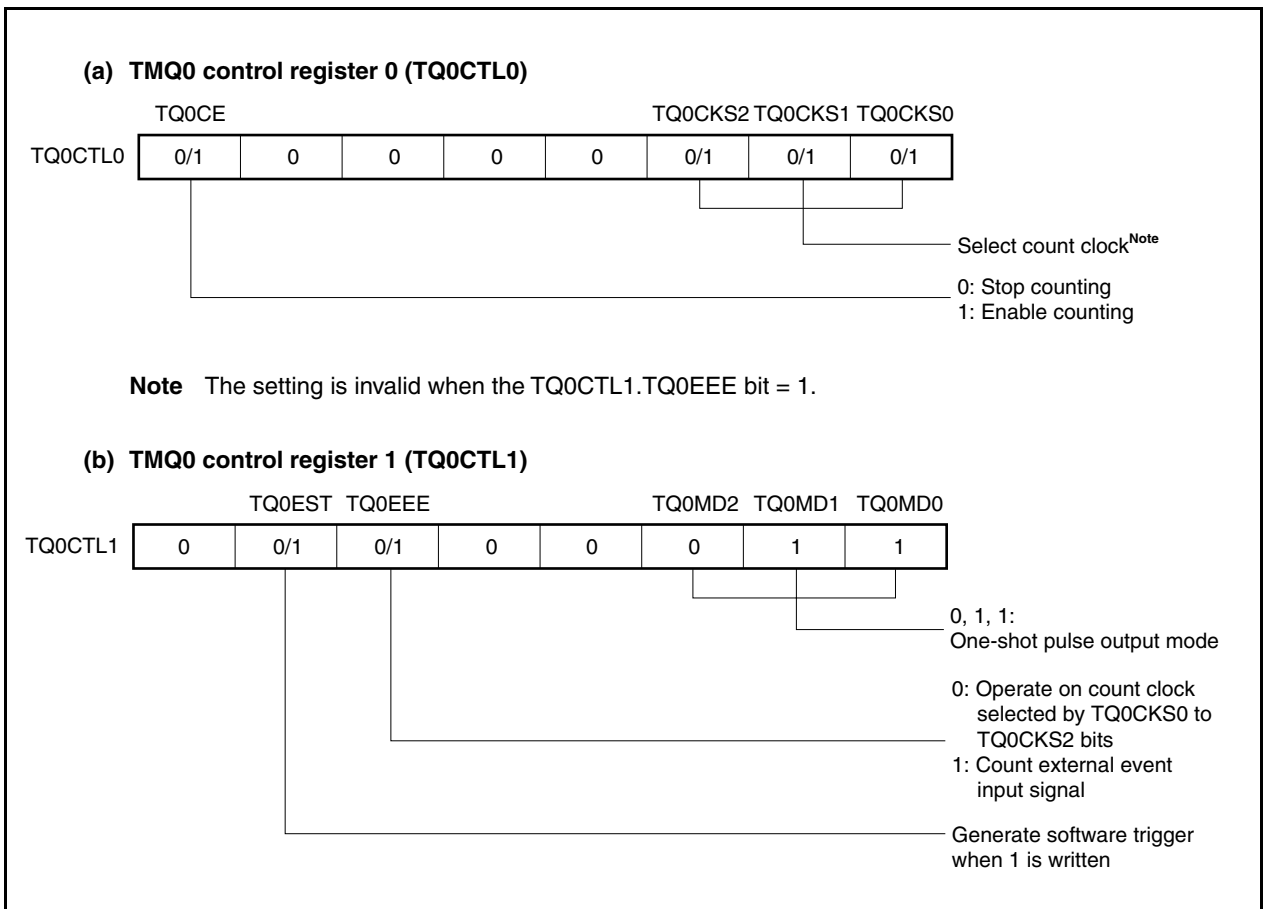 (a) TMQ0 control register 0 (TQ0CTL0)
TQ0CE TQ0CKS2 TQ0CKS1 TQ0CKS0
TQ0CTL0 0/1 0 0 0 0 0/1 0/1 0/1
Select count clockNote
0: Stop counting
1: Enable counting
Note The setting is invalid when the TQ0CTL1.TQ0EEE bit = 1.
(b) TMQ0 control register 1 (TQ0CTL1)
TQ0EST TQ0EEE TQ0MD2 TQ0MD1 TQ0MD0
TQ0CTL1 0 0/1 0/1 0 0 0 1 1
0, 1, 1:
One-shot pulse output mode
0: Operate on count clock
selected by TQ0CKS0 to
TQ0CKS2 bits
1: Count external event
input signal
Generate software trigger
when 1 is written